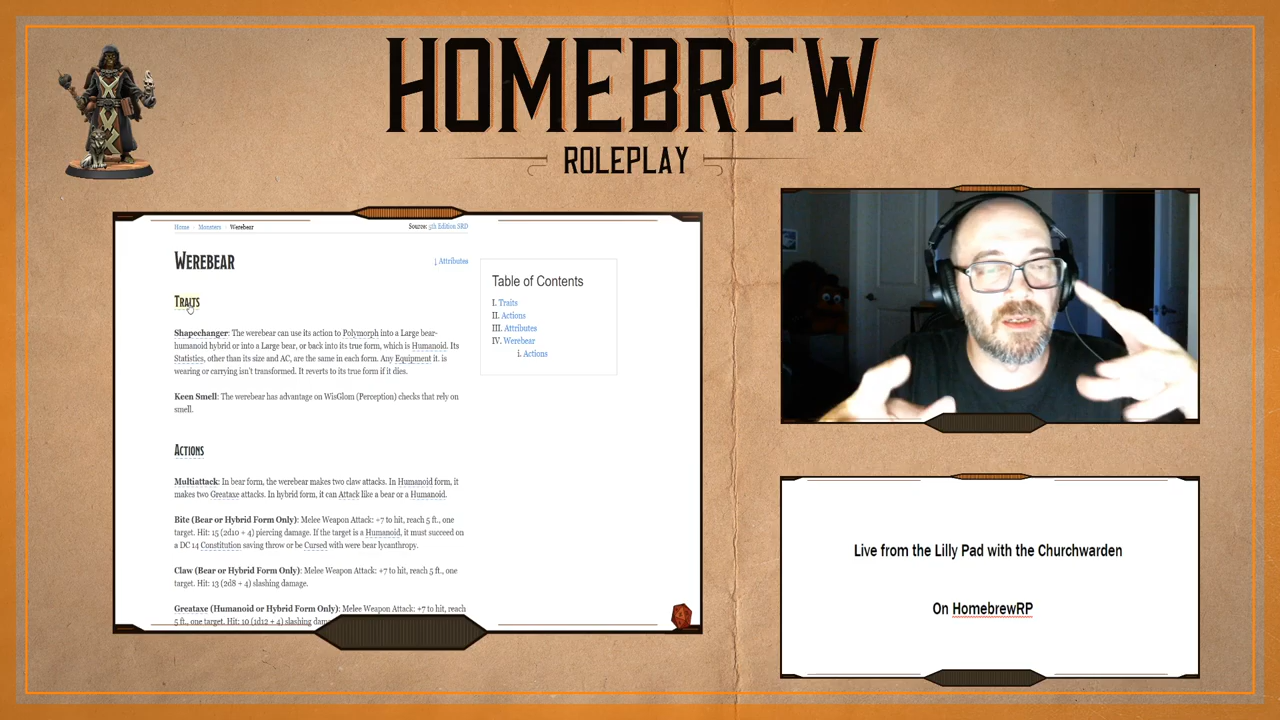 HOMEBREW
ROLEPLAY
Home Monsters Werebear
Source: 5th Edition SRD
WEREBEAR
↓ Attributes
TRAITS
Shapechanger: The werebear can use its action to Polymorph into a Large bear-
humanoid hybrid or into a Large bear, or back into its true form, which is Humanoid. Its
Statistics, other than its size and AC, are the same in each form. Any Equipment it. is
wearing or carrying isn't transformed. It reverts to its true form if it dies.
Keen Smell: The werebear has advantage on WisGlom (Perception) checks that rely on
smell.
ACTIONS
Multiattack: In bear form, the werebear makes two claw attacks. In Humanoid form, it
makes two Greataxe attacks. In hybrid form, it can Attack like a bear or a Humanoid.
Bite (Bear or Hybrid Form Only): Melee Weapon Attack: +7 to hit, reach 5 ft., one
target. Hit: 15 (2d10 + 4) piercing damage. If the target is a Humanoid, it must succeed on
a DC 14 Constitution saving throw or be Cursed with were bear lycanthropy.
Claw (Bear or Hybrid Form Only): Melee Weapon Attack: +7 to hit, reach 5 ft., one
target. Hit: 13 (2d8 + 4) slashing damage.
Greataxe (Humanoid or Hybrid Form Only): Melee Weapon Attack: +7 to hit, reach
5 ft., one target. Hit: 10 (1d12 + 4) slashing
Table of Contents
I. Traits
II. Actions
III. Attributes
IV. Werebear
i. Actions
Live from the Lilly Pad with the Churchwarden
On HomebrewRP